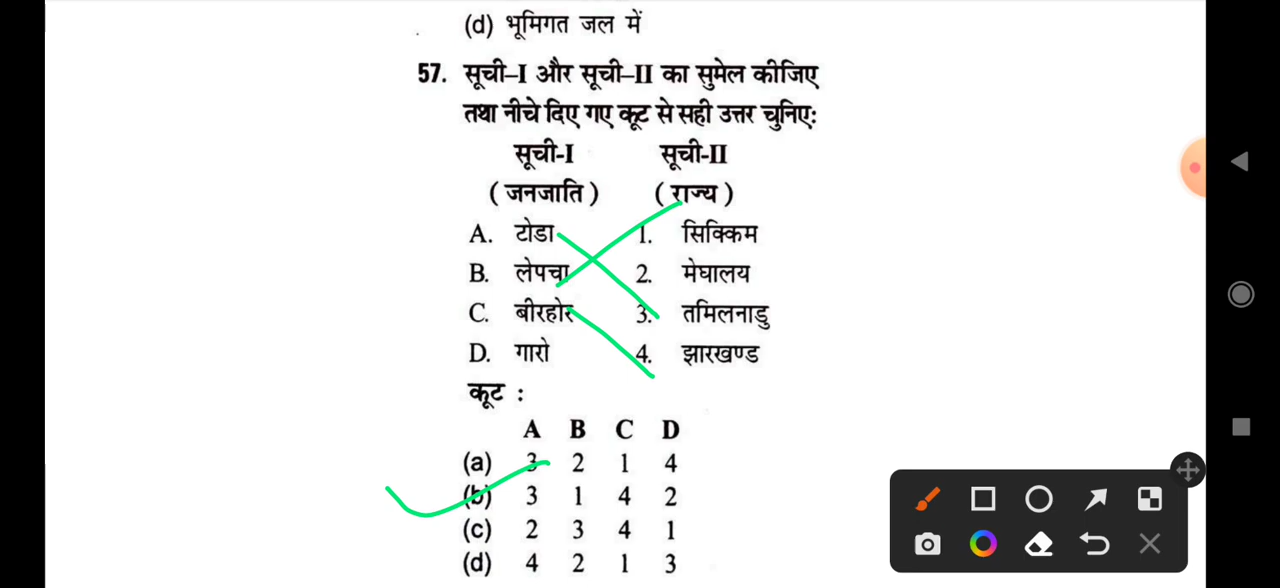 (d) भूमिगत जल में
57. सूची-I और सूची-II का सुमेल कीजिए
तथा नीचे दिए गए कूट से सही उत्तर चुनिए:
सूची-I सूची-II
(जनजाति) (राज्य)
A. टोडा 1. सिक्किम
B. लेपचा 2. मेघालय
C. बीरहोर 3. तमिलनाडु
D. गारो 4. झारखण्ड
कूट :
A B C D
(a) 3 2 1 4
(b) 3 1 4 2
(c) 2 3 4 1
(d) 4 2 1 3